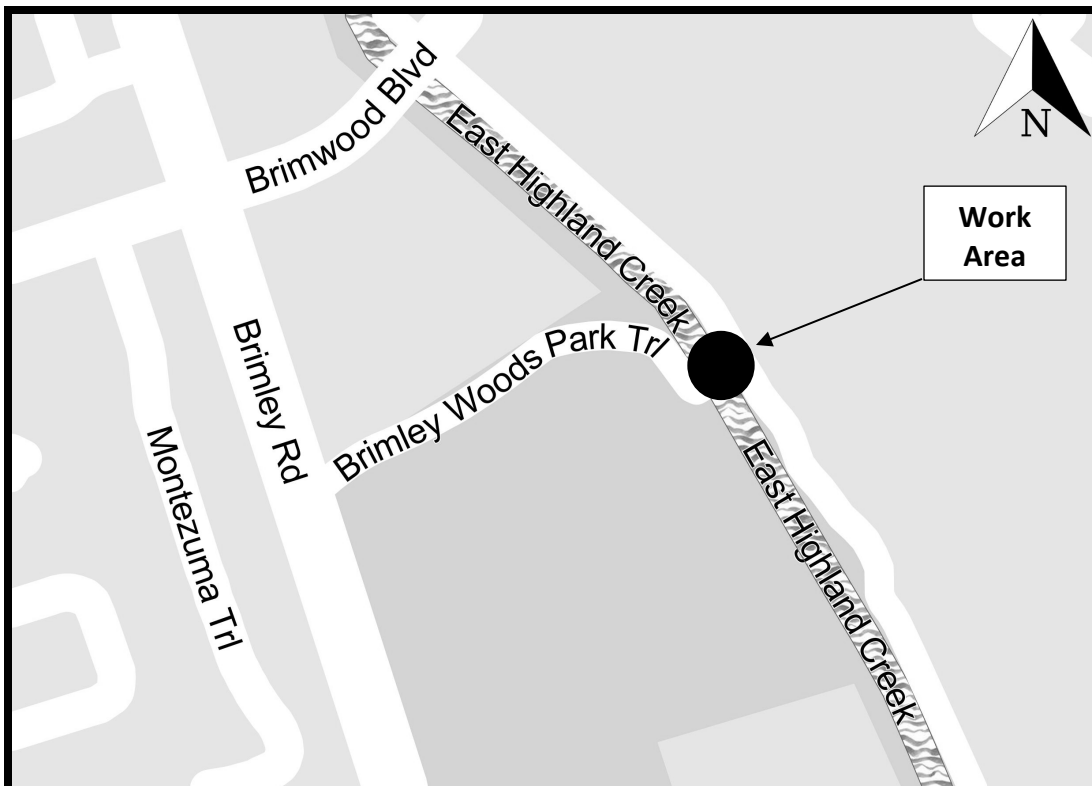 Brimwood Blvd
East Highland Creek
N
Work
Area
Brimley Rd
Brimley Woods Park Trl
Montezuma Trl
East Highland Creek